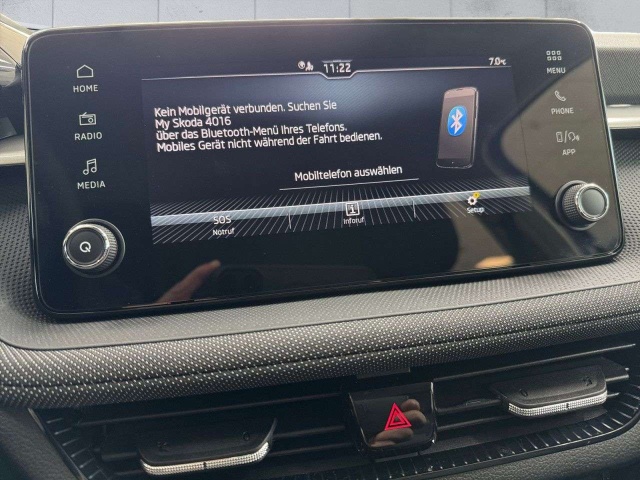 11:22
7.0°C
HOME
RADIO
MEDIA
MENU
PHONE
APP
Kein Mobilgerät verbunden. Suchen Sie
My Skoda 4016
über das Bluetooth-Menü Ihres Telefons.
Mobiles Gerät nicht während der Fahrt bedienen.
Mobiltelefon auswählen
SOS
Notruf
i
Inforuf
Setup